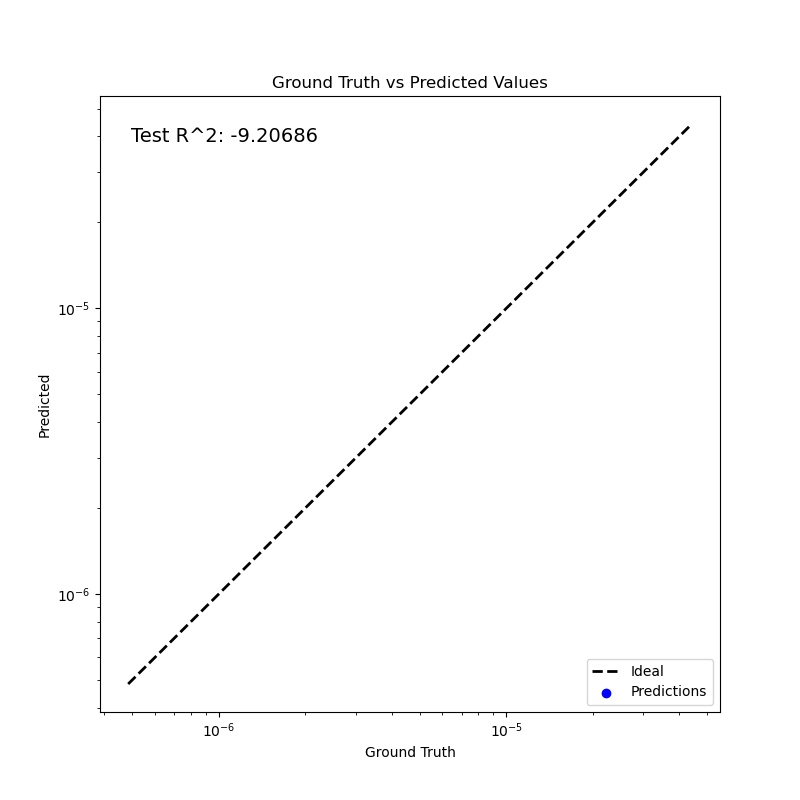 Ground Truth vs Predicted Values
Test R^2: -9.20686
Predicted
10⁻⁵
10⁻⁶
10⁻⁶
10⁻⁵
Ground Truth
Ideal
Predictions